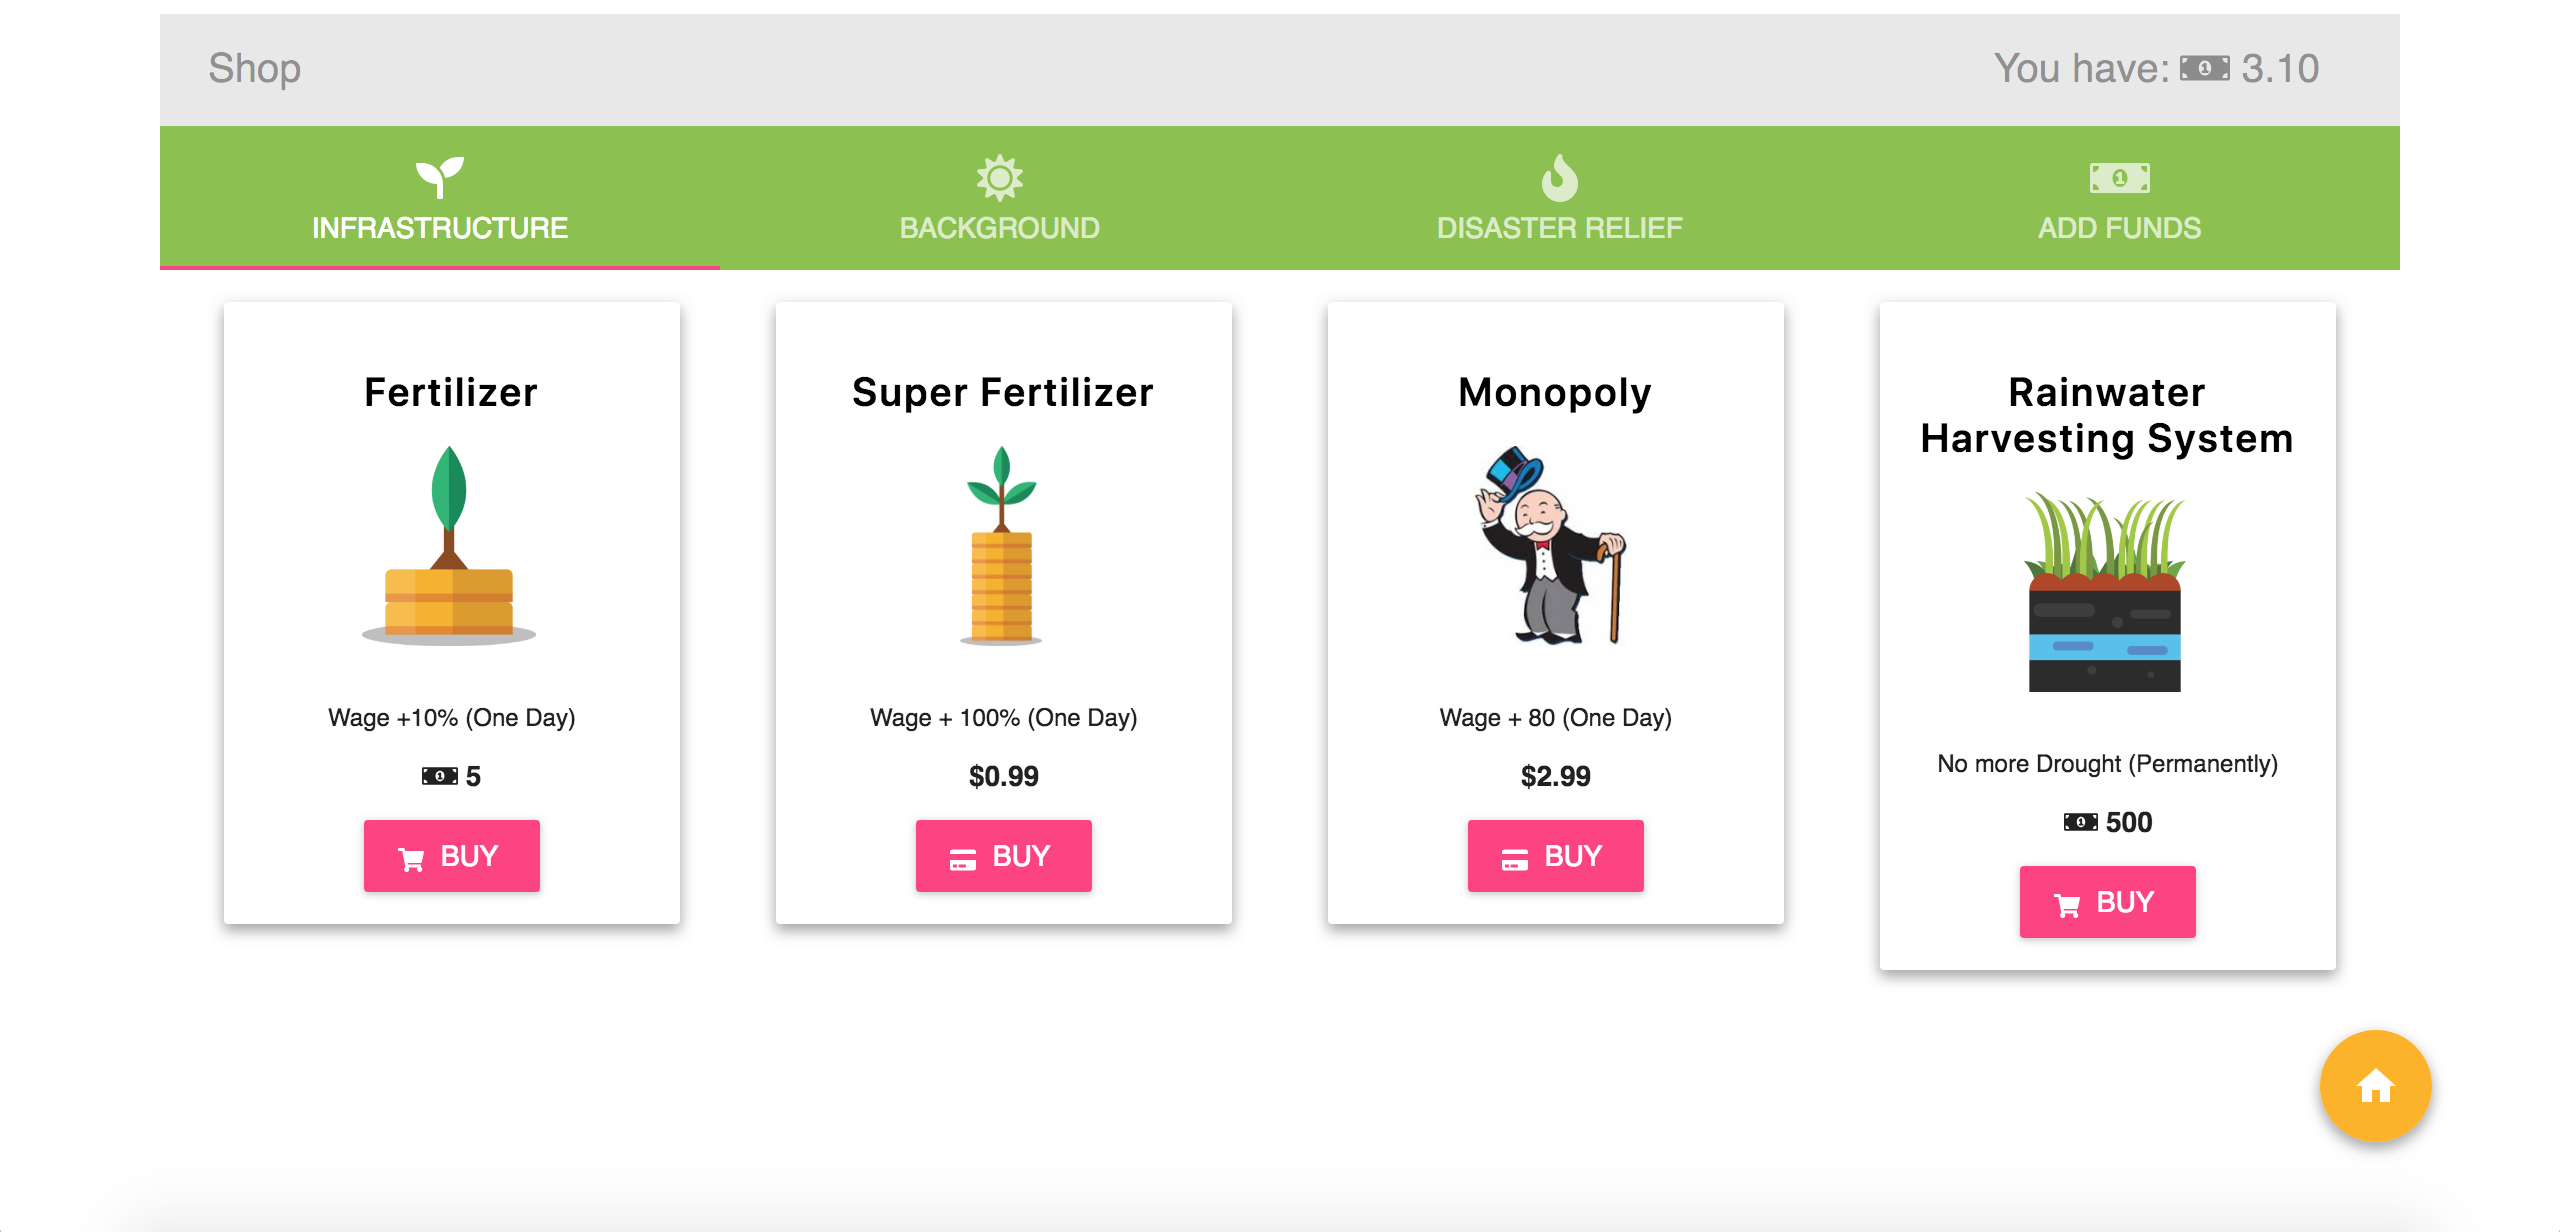 Shop
You have: 3.10
INFRASTRUCTURE
BACKGROUND
DISASTER RELIEF
ADD FUNDS
Fertilizer
Wage +10% (One Day)
5
BUY
Super Fertilizer
Wage + 100% (One Day)
$0.99
BUY
Monopoly
Wage + 80 (One Day)
$2.99
BUY
Rainwater
Harvesting System
No more Drought (Permanently)
500
BUY